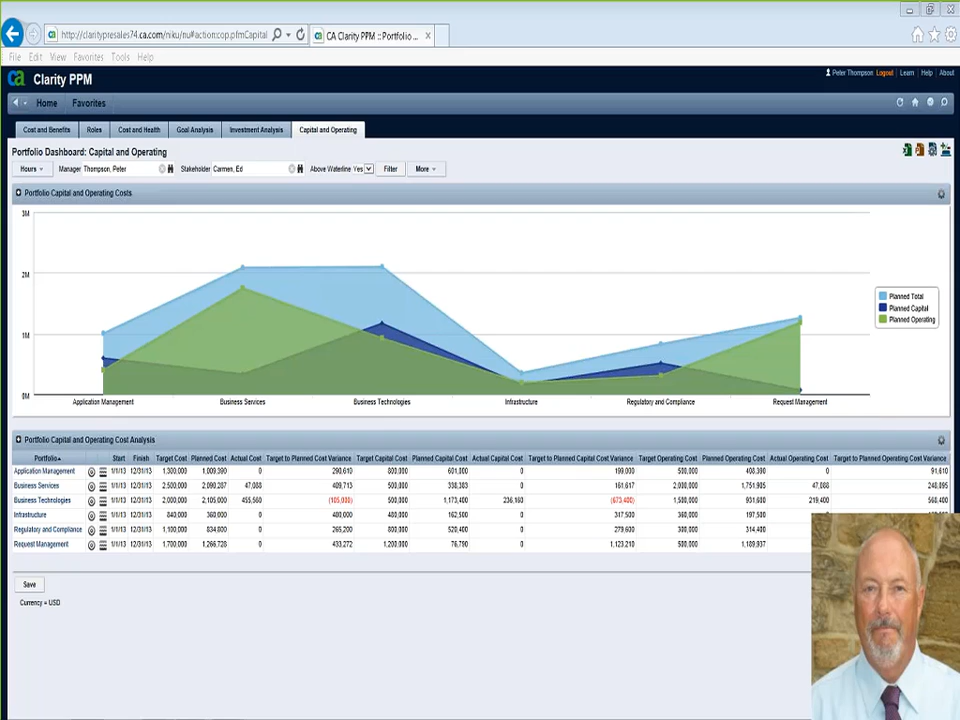 http://claritypresales74.ca.com/niku/nu#action:cop.pfmCapital
CA Clarity PPM :: Portfolio ...
File Edit View Favorites Tools Help
ca Clarity PPM
Peter Thompson Logout Learn Help About
Home Favorites
Cost and Benefits Roles Cost and Health Goal Analysis Investment Analysis Capital and Operating
Portfolio Dashboard: Capital and Operating
Hours Manager Thompson, Peter Stakeholder Carmen, Ed Above Waterline Yes Filter More
Portfolio Capital and Operating Costs
3M
2M
1M
0M
Planned Total
Planned Capital
Planned Operating
Application Management Business Services Business Technologies Infrastructure Regulatory and Compliance Request Management
Portfolio Capital and Operating Cost Analysis
Portfolio Start Finish Target Cost Planned Cost Actual Cost Target to Planned Cost Variance Target Capital Cost Planned Capital Cost Actual Capital Cost Target to Planned Capital Cost Variance Target Operating Cost Planned Operating Cost Actual Operating Cost Target to Planned Operating Cost Variance
Application Management 1/1/13 12/31/13 1,300,000 1,009,390 0 290,610 800,000 601,000 0 199,000 500,000 408,390 0 91,610
Business Services 1/1/13 12/31/13 2,500,000 2,090,287 47,088 409,713 500,000 338,383 0 161,617 2,000,000 1,751,905 47,088 248,095
Business Technologies 1/1/13 12/31/13 2,000,000 2,105,000 455,560 (105,000) 500,000 1,173,400 236,160 (673,400) 1,500,000 931,600 219,400 568,400
Infrastructure 1/1/13 12/31/13 840,000 360,000 0 480,000 480,000 162,500 0 317,500 360,000 197,500 0
Regulatory and Compliance 1/1/13 12/31/13 1,100,000 834,800 0 265,200 800,000 520,400 0 279,600 300,000 314,400
Request Management 1/1/13 12/31/13 1,700,000 1,266,728 0 433,272 1,200,000 76,790 0 1,123,210 500,000 1,189,937
Save
Currency = USD